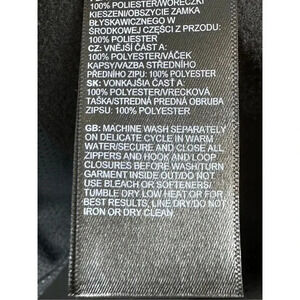 100% POLIESTER/WORECZKI
KIESZENI/OBSZYCIE ZAMKA
BŁYSKAWICZNEGO W
ŚRODKOWEJ CZĘŚCI Z PRZODU:
100% POLIESTER
CZ: VNĚJŠÍ ČÁST A:
100% POLYESTER/VÁČEK
KAPSY/VAZBA STŘEDNÍHO
PŘEDNÍHO ZIPU: 100% POLYESTER
SK: VONKAJŠIA ČASŤ A:
100% POLYESTER/VRECKOVÁ
TAŠKA/STREDNÁ PREDNÁ OBRUBA
ZIPSU: 100% POLYESTER
GB: MACHINE WASH SEPARATELY
ON DELICATE CYCLE IN WARM
WATER/SECURE AND CLOSE ALL
ZIPPERS AND HOOK AND LOOP
CLOSURES BEFORE WASH/TURN
GARMENT INSIDE OUT/DO NOT
USE BLEACH OR SOFTENERS/
TUMBLE DRY LOW HEAT OR FOR
BEST RESULTS, LINE DRY/DO NOT
IRON OR DRY CLEAN